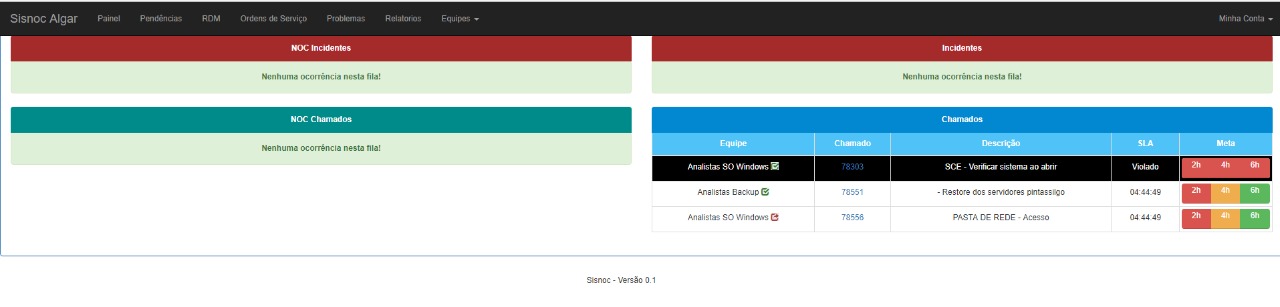 Sisnoc Algar Painel Pendências RDM Ordens de Serviço Problemas Relatorios Equipes Minha Conta
NOC Incidentes
Nenhuma ocorrência nesta fila!
NOC Chamados
Nenhuma ocorrência nesta fila!
Incidentes
Nenhuma ocorrência nesta fila!
Chamados
Equipe Chamado Descrição SLA Meta
Analistas SO Windows 78303 SCE - Verificar sistema ao abrir Violado 2h 4h 6h
Analistas Backup 78551 - Restore dos servidores pintassilgo 04:44:49 2h 4h 6h
Analistas SO Windows 78556 PASTA DE REDE - Acesso 04:44:49 2h 4h 6h
Sisnoc - Versão 0.1